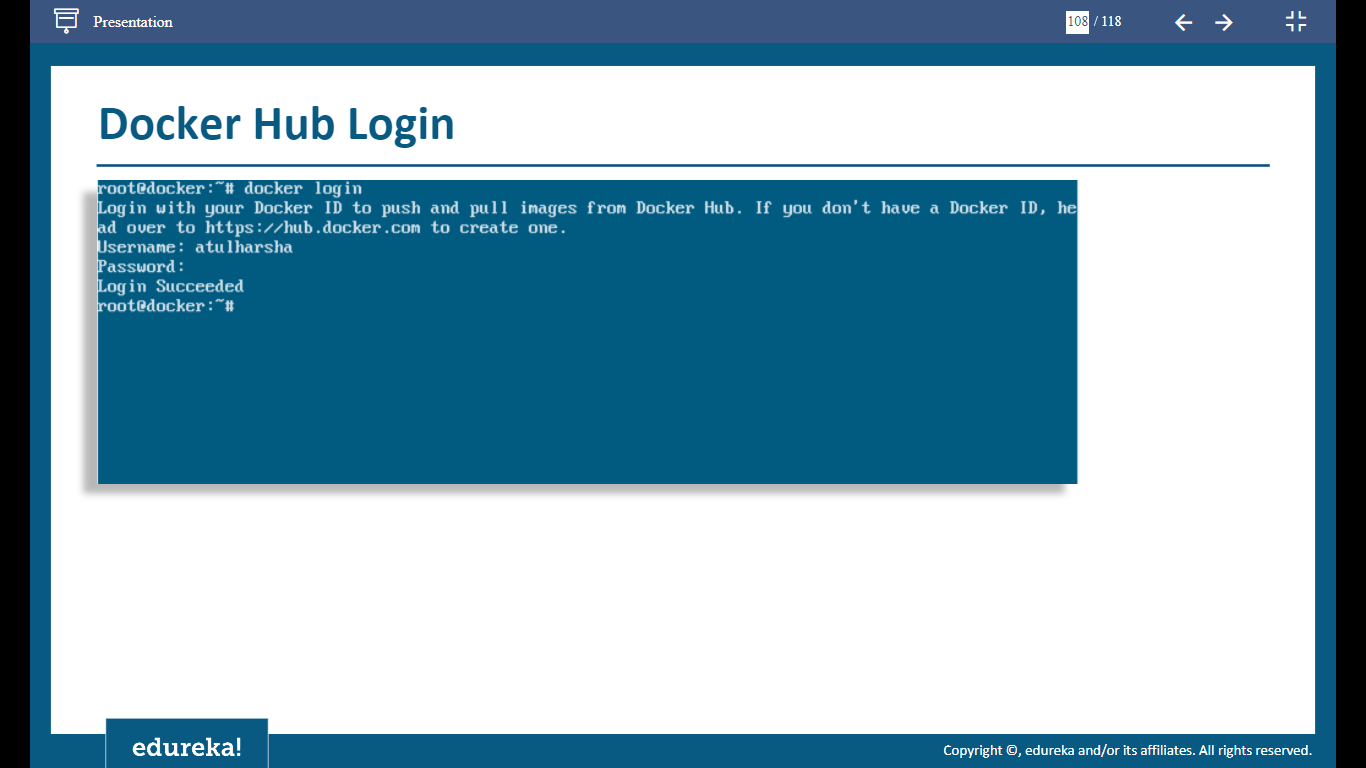 Presentation
108 / 118
Docker Hub Login
root@docker:~# docker login
Login with your Docker ID to push and pull images from Docker Hub. If you don't have a Docker ID, he
ad over to https://hub.docker.com to create one.
Username: atulharsha
Password:
Login Succeeded
root@docker:~#
edureka!
Copyright ©, edureka and/or its affiliates. All rights reserved.